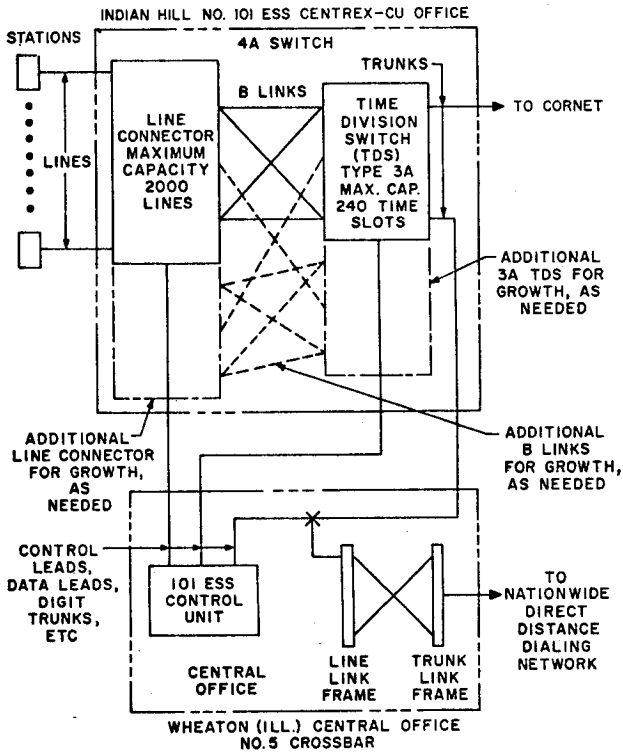 INDIAN HILL NO. 101 ESS CENTREX-CU OFFICE
STATIONS
4A SWITCH
TRUNKS
B LINKS
LINE
CONNECTOR
MAXIMUM
CAPACITY
2000
LINES
TIME
DIVISION
SWITCH
(TDS)
TYPE 3A
MAX. CAP.
240 TIME
SLOTS
TO CORNET
LINES
ADDITIONAL
3A TDS FOR
GROWTH, AS
NEEDED
ADDITIONAL
LINE CONNECTOR
FOR GROWTH,
AS
NEEDED
ADDITIONAL
B LINKS
FOR GROWTH,
AS NEEDED
CONTROL
LEADS,
DATA LEADS,
DIGIT
TRUNKS,
ETC
101 ESS
CONTROL
UNIT
TO
NATIONWIDE
DIRECT
DISTANCE
DIALING
NETWORK
CENTRAL
OFFICE
LINE
LINK
FRAME
TRUNK
LINK
FRAME
WHEATON (ILL.) CENTRAL OFFICE
NO. 5 CROSSBAR